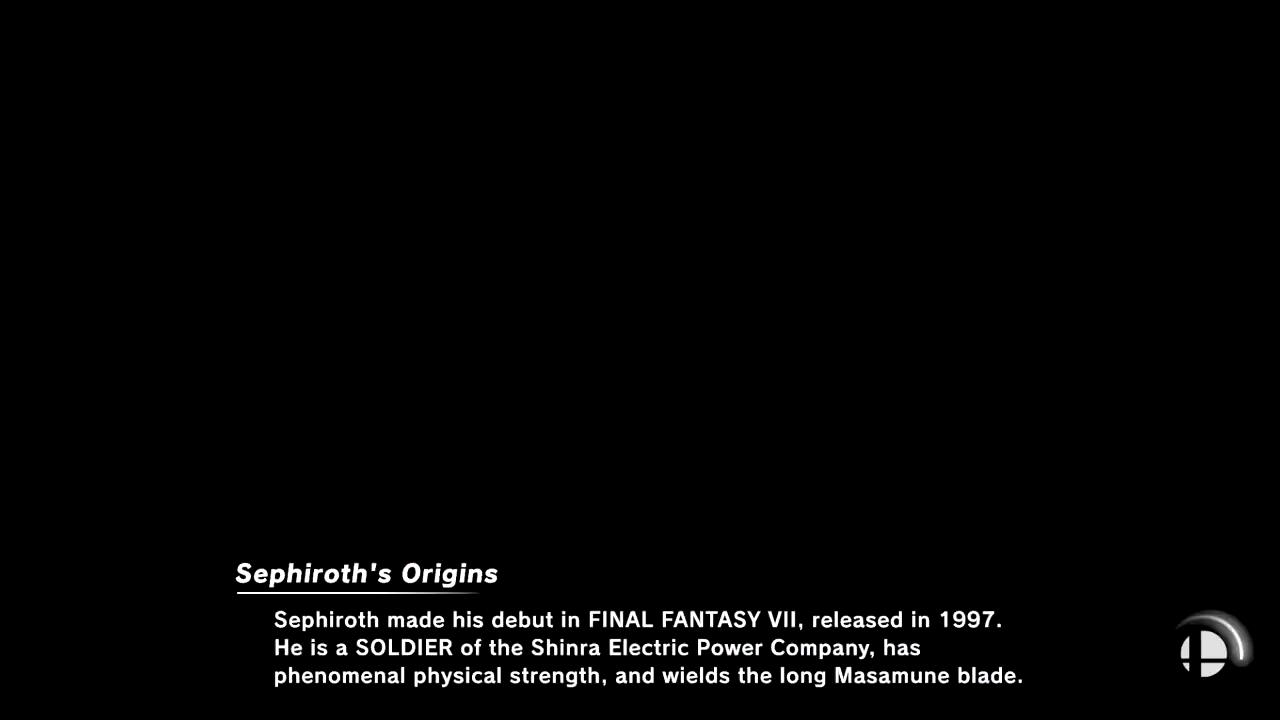 Sephiroth's Origins
Sephiroth made his debut in FINAL FANTASY VII, released in 1997.
He is a SOLDIER of the Shinra Electric Power Company, has
phenomenal physical strength, and wields the long Masamune blade.